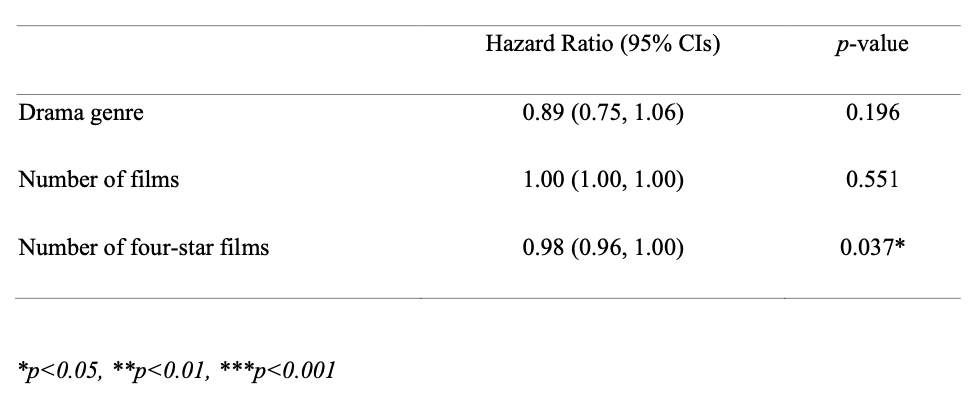 Hazard Ratio (95% CIs) p-value
Drama genre 0.89 (0.75, 1.06) 0.196
Number of films 1.00 (1.00, 1.00) 0.551
Number of four-star films 0.98 (0.96, 1.00) 0.037*
*p<0.05, **p<0.01, ***p<0.001